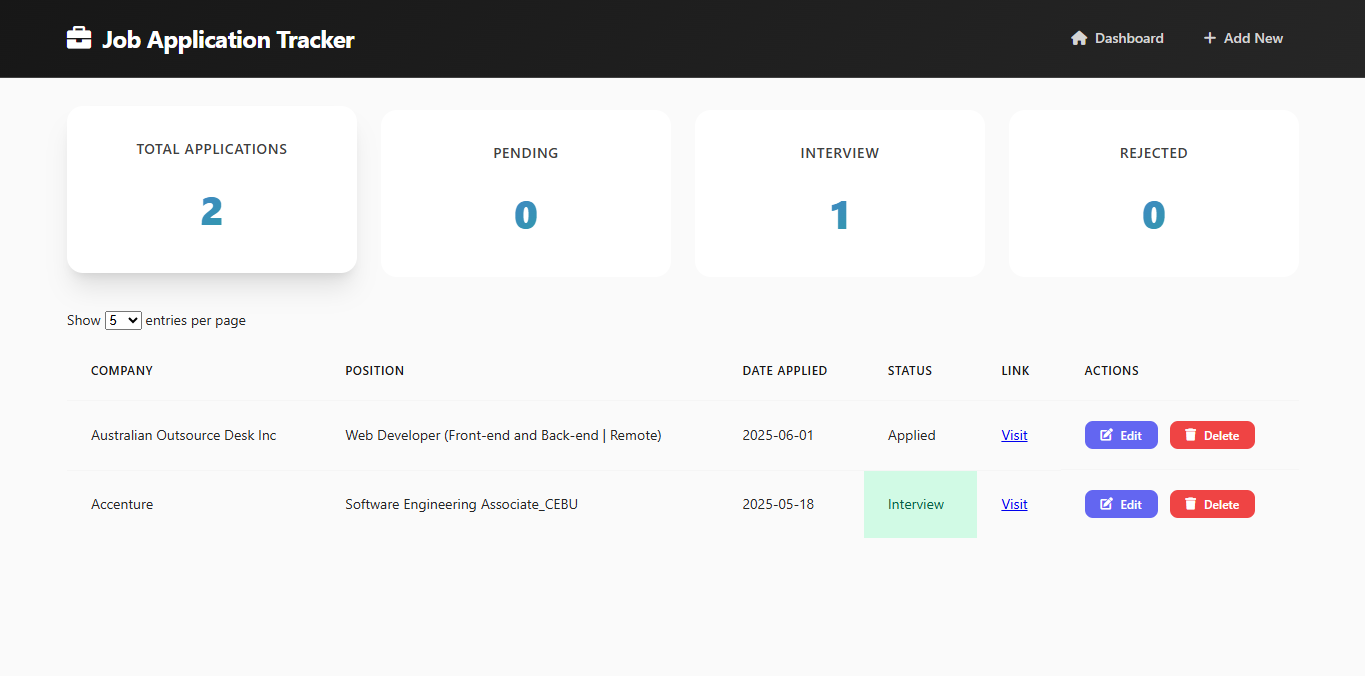 Job Application Tracker
Dashboard
Add New
TOTAL APPLICATIONS
2
PENDING
0
INTERVIEW
1
REJECTED
0
Show 5 entries per page
COMPANY POSITION DATE APPLIED STATUS LINK ACTIONS
Australian Outsource Desk Inc Web Developer (Front-end and Back-end | Remote) 2025-06-01 Applied Visit Edit Delete
Accenture Software Engineering Associate_CEBU 2025-05-18 Interview Visit Edit Delete